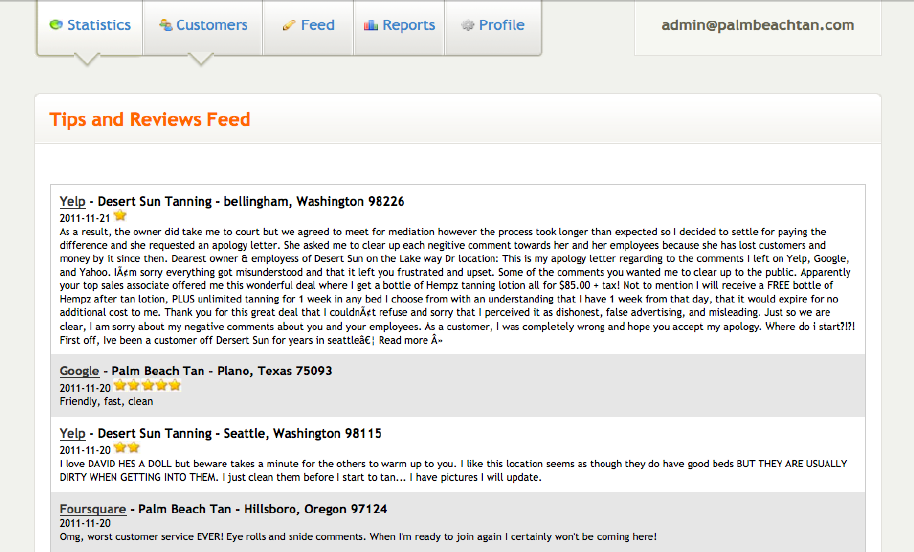 Statistics Customers Feed Reports Profile admin@palmbeachtan.com
Tips and Reviews Feed
Yelp - Desert Sun Tanning - bellingham, Washington 98226
2011-11-21
As a result, the owner did take me to court but we agreed to meet for mediation however the process took longer than expected so I decided to settle for paying the
difference and she requested an apology letter. She asked me to clear up each negitive comment towards her and her employees because she has lost customers and
money by it since then. Dearest owner & employess of Desert Sun on the Lake way Dr location: This is my apology letter regarding to the comments I left on Yelp, Google,
and Yahoo. IÃ¢m sorry everything got misunderstood and that it left you frustrated and upset. Some of the comments you wanted me to clear up to the public. Apparently
your top sales associate offered me this wonderful deal where I get a bottle of Hempz tanning lotion all for $85.00 + tax! Not to mention I will receive a FREE bottle of
Hempz after tan lotion, PLUS unlimited tanning for 1 week in any bed I choose from with an understanding that I have 1 week from that day, that it would expire for no
additional cost to me. Thank you for this great deal that I couldnÃ¢t refuse and sorry that I perceived it as dishonest, false advertising, and misleading. Just so we are
clear, I am sorry about my negative comments about you and your employees. As a customer, I was completely wrong and hope you accept my apology. Where do i start?!?!
First off, Ive been a customer off Dersert Sun for years in seattleâ€¦ Read more Â»
Google - Palm Beach Tan - Plano, Texas 75093
2011-11-20
Friendly, fast, clean
Yelp - Desert Sun Tanning - Seattle, Washington 98115
2011-11-20
I love DAVID HES A DOLL but beware takes a minute for the others to warm up to you. I like this location seems as though they do have good beds BUT THEY ARE USUALLY
DIRTY WHEN GETTING INTO THEM. I just clean them before I start to tan... I have pictures I will update.
Foursquare - Palm Beach Tan - Hillsboro, Oregon 97124
2011-11-20
Omg, worst customer service EVER! Eye rolls and snide comments. When I'm ready to join again I certainly won't be coming here!